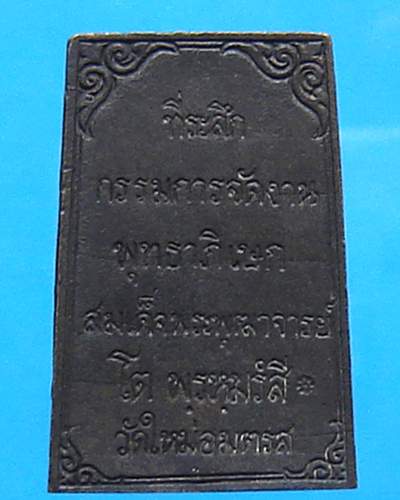 ที่ระลึก
กรรมการจัดงาน
พุทธาภิเษก
สมเด็จพระพุฒาจารย์
โต พฺรหฺมรํสี
วัดใหม่อมตรส